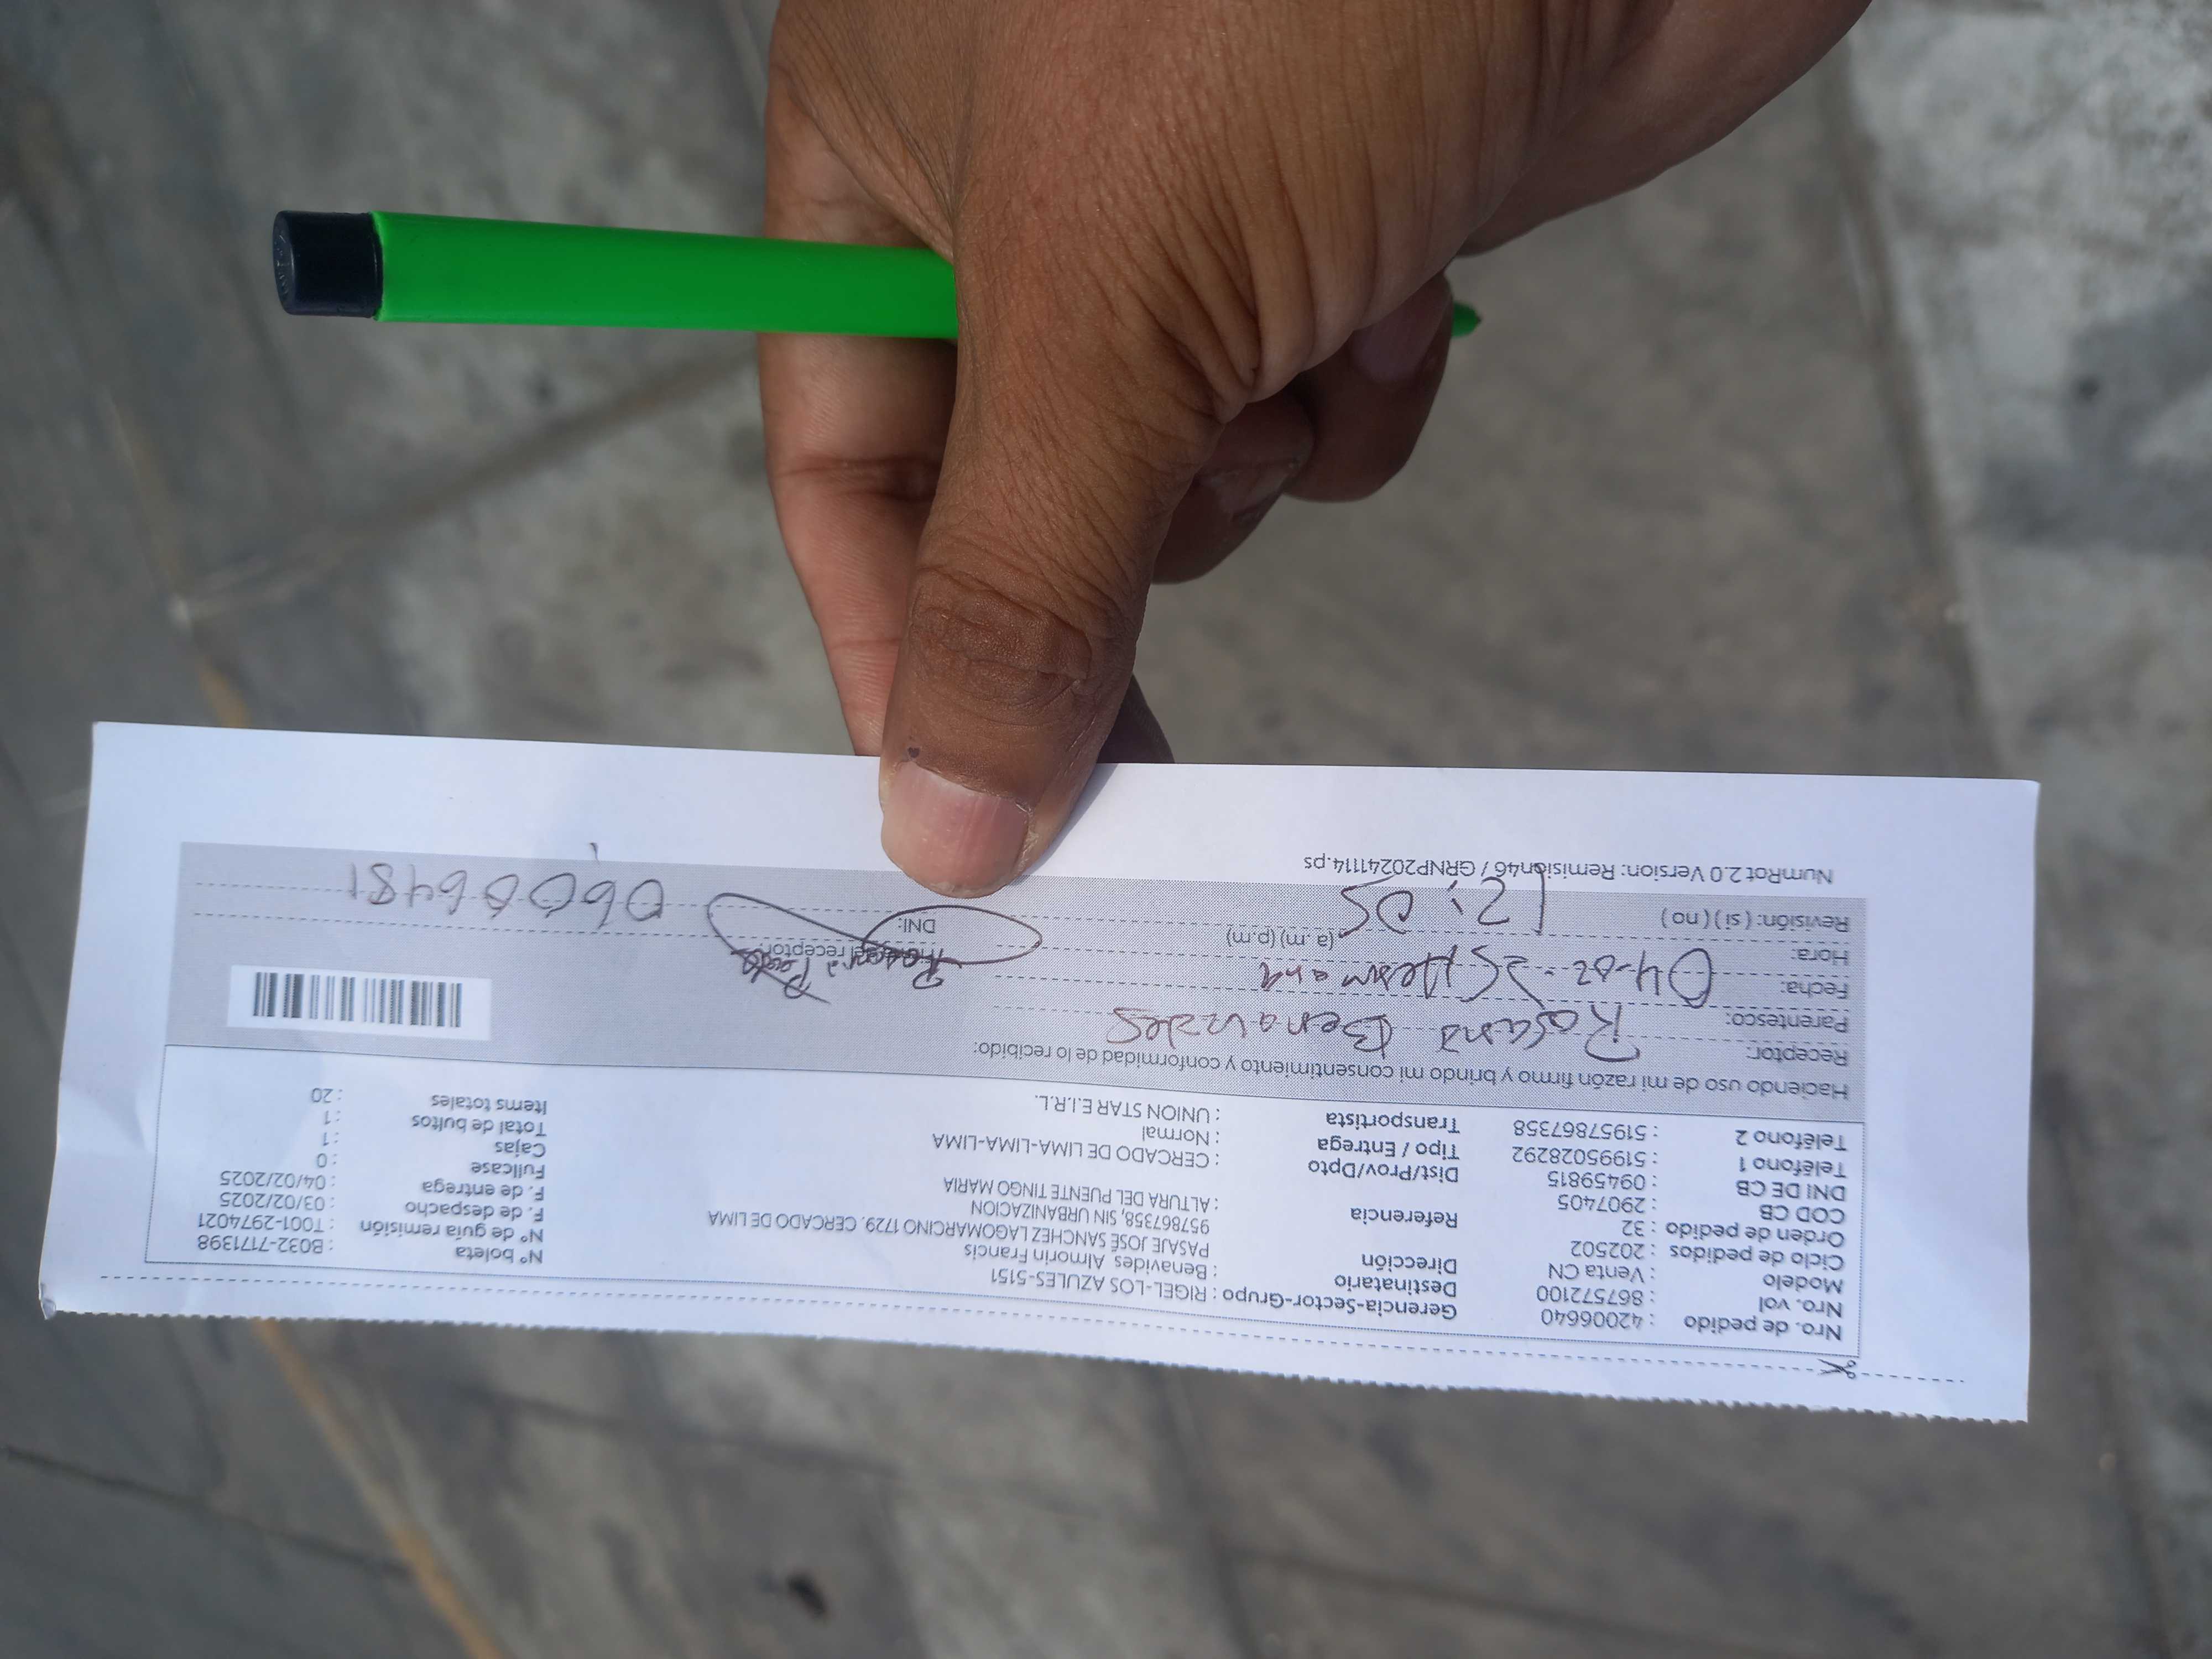 Nro. de pedido : 42006640
Nro. vol : 867572100
Modelo : Venta CN
Ciclo de pedidos : 202502
Orden de pedido : 32
COD CB : 2907405
DNI DE CB : 09459815
Teléfono 1 : 51995028292
Teléfono 2 : 51957867358
Gerencia-Sector-Grupo : RIGEL-LOS AZULES-5151
Destinatario : Benavides Almorin Francis
Dirección PASAJE JOSÉ SANCHEZ LAGOMARCINO 1729. CERCADO DE LIMA
957867358, SIN URBANIZACION
Referencia : ALTURA DEL PUENTE TINGO MARIA
Dist/Prov/Dpto : CERCADO DE LIMA-LIMA-LIMA
Tipo / Entrega : Normal
Transportista : UNION STAR E.I.R.L.
N° boleta : B032-7171398
N° de guía remisión : T001-2974021
F. de despacho : 03/02/2025
F. de entrega : 04/02/2025
Fullcase : 0
Cajas : 1
Total de bultos : 1
Items totales : 20
Haciendo uso de mi razón firmo y brindo mi consentimiento y conformidad de lo recibido:
Receptor: Rosana Benavides
Parentesco: Hermana
Fecha: 04-02-25
Hora: 12:05 (a.m) (p.m)
Revisión: ( si ) ( no )
del receptor:
DNI: 06006481
NumRot 2.0 Version: Remision46 / GRNP20241114.ps